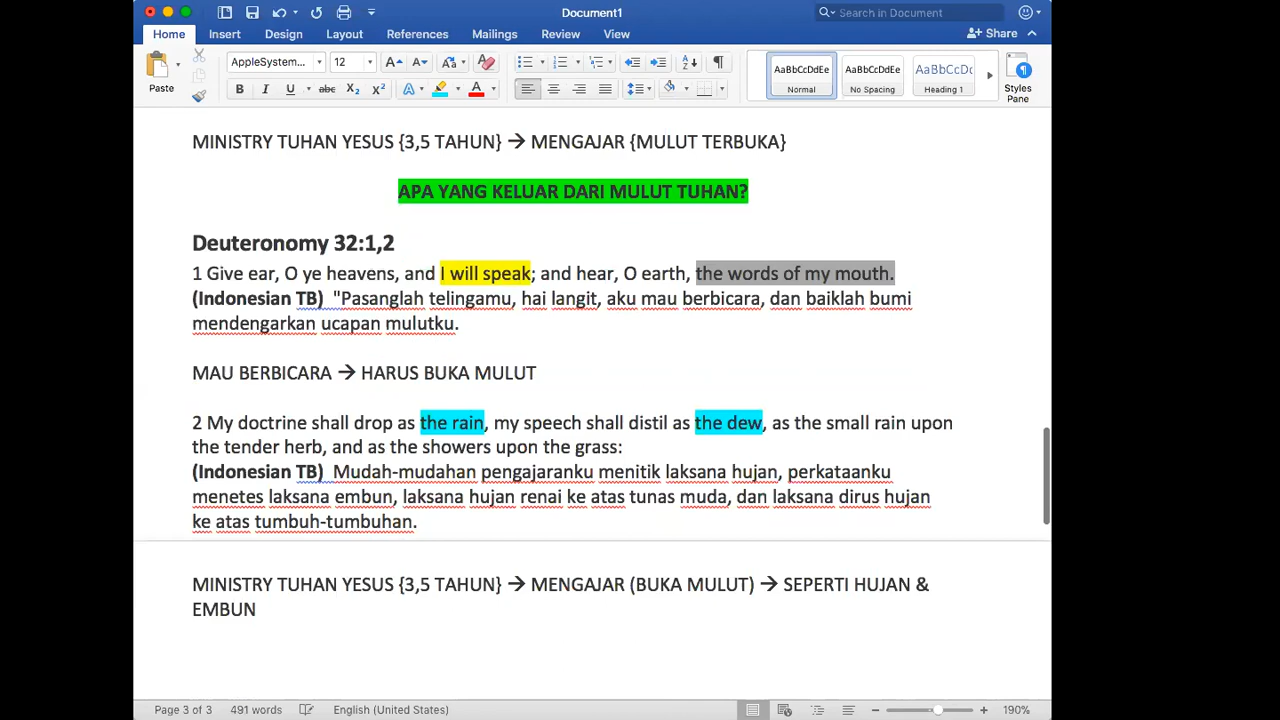 Document1
Search in Document
Home Insert Design Layout References Mailings Review View
Share
Paste
AppleSystem... 12
AaBbCcDdEe AaBbCcDdEe AaBbCcDc
Normal No Spacing Heading 1
Styles Pane
MINISTRY TUHAN YESUS {3,5 TAHUN} → MENGAJAR {MULUT TERBUKA}
APA YANG KELUAR DARI MULUT TUHAN?
Deuteronomy 32:1,2
1 Give ear, O ye heavens, and I will speak; and hear, O earth, the words of my mouth.
(Indonesian TB) "Pasanglah telingamu, hai langit, aku mau berbicara, dan baiklah bumi
mendengarkan ucapan mulutku.
MAU BERBICARA → HARUS BUKA MULUT
2 My doctrine shall drop as the rain, my speech shall distil as the dew, as the small rain upon
the tender herb, and as the showers upon the grass:
(Indonesian TB) Mudah-mudahan pengajaranku menitik laksana hujan, perkataanku
menetes laksana embun, laksana hujan renai ke atas tunas muda, dan laksana dirus hujan
ke atas tumbuh-tumbuhan.
MINISTRY TUHAN YESUS {3,5 TAHUN} → MENGAJAR (BUKA MULUT) → SEPERTI HUJAN &
EMBUN
Page 3 of 3 491 words English (United States) 190%